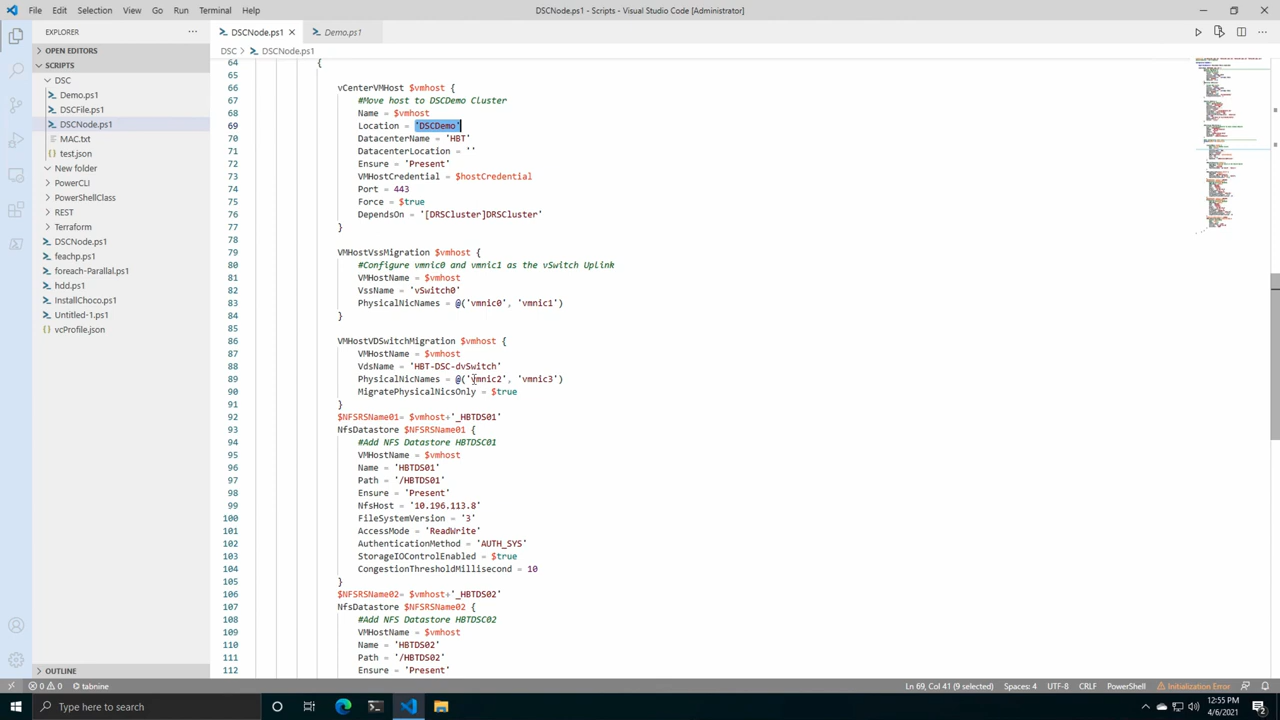 File Edit Selection View Go Run Terminal Help
DSCNode.ps1 - Scripts - Visual Studio Code [Administrator]
EXPLORER
OPEN EDITORS
SCRIPTS
DSC
Demo.ps1
DSCFile.ps1
DSCNode.ps1
MAC.txt
test.json
New folder
PowerCLI
PowerShellClass
REST
Terraform
DSCNode.ps1
feachp.ps1
foreach-Parallal.ps1
hdd.ps1
InstallChoco.ps1
Untitled-1.ps1
vcProfile.json
OUTLINE
DSCNode.ps1
Demo.ps1
DSC > DSCNode.ps1
64 {
65
66 vCenterVMHost $vmhost {
67 #Move host to DSCDemo Cluster
68 Name = $vmhost
69 Location = 'DSCDemo'
70 DatacenterName = 'HBT'
71 DatacenterLocation = ''
72 Ensure = 'Present'
73 VMHostCredential = $hostCredential
74 Port = 443
75 Force = $true
76 DependsOn = '[DRSCluster]DRSCluster'
77 }
78
79 VMHostVssMigration $vmhost {
80 #Configure vmnic0 and vmnic1 as the vSwitch UpLink
81 VMHostName = $vmhost
82 VssName = 'vSwitch0'
83 PhysicalNicNames = @('vmnic0', 'vmnic1')
84 }
85
86 VMHostVDSwitchMigration $vmhost {
87 VMHostName = $vmhost
88 VdsName = 'HBT-DSC-dvSwitch'
89 PhysicalNicNames = @('vmnic2', 'vmnic3')
90 MigratePhysicalNicsOnly = $true
91 }
92 $NFSRSName01= $vmhost+'_HBTDS01'
93 NfsDatastore $NFSRSName01 {
94 #Add NFS Datastore HBTDSC01
95 VMHostName = $vmhost
96 Name = 'HBTDS01'
97 Path = '/HBTDS01'
98 Ensure = 'Present'
99 NfsHost = '10.196.113.8'
100 FileSystemVersion = '3'
101 AccessMode = 'ReadWrite'
102 AuthenticationMethod = 'AUTH_SYS'
103 StorageIOControlEnabled = $true
104 CongestionThresholdMillisecond = 10
105 }
106 $NFSRSName02= $vmhost+'_HBTDS02'
107 NfsDatastore $NFSRSName02 {
108 #Add NFS Datastore HBTDSC02
109 VMHostName = $vmhost
110 Name = 'HBTDS02'
111 Path = '/HBTDS02'
112 Ensure = 'Present'
0 0 tabnine
Ln 69, Col 41 (9 selected) Spaces: 4 UTF-8 CRLF PowerShell Initialization Error
Type here to search
12:55 PM
4/6/2021
2